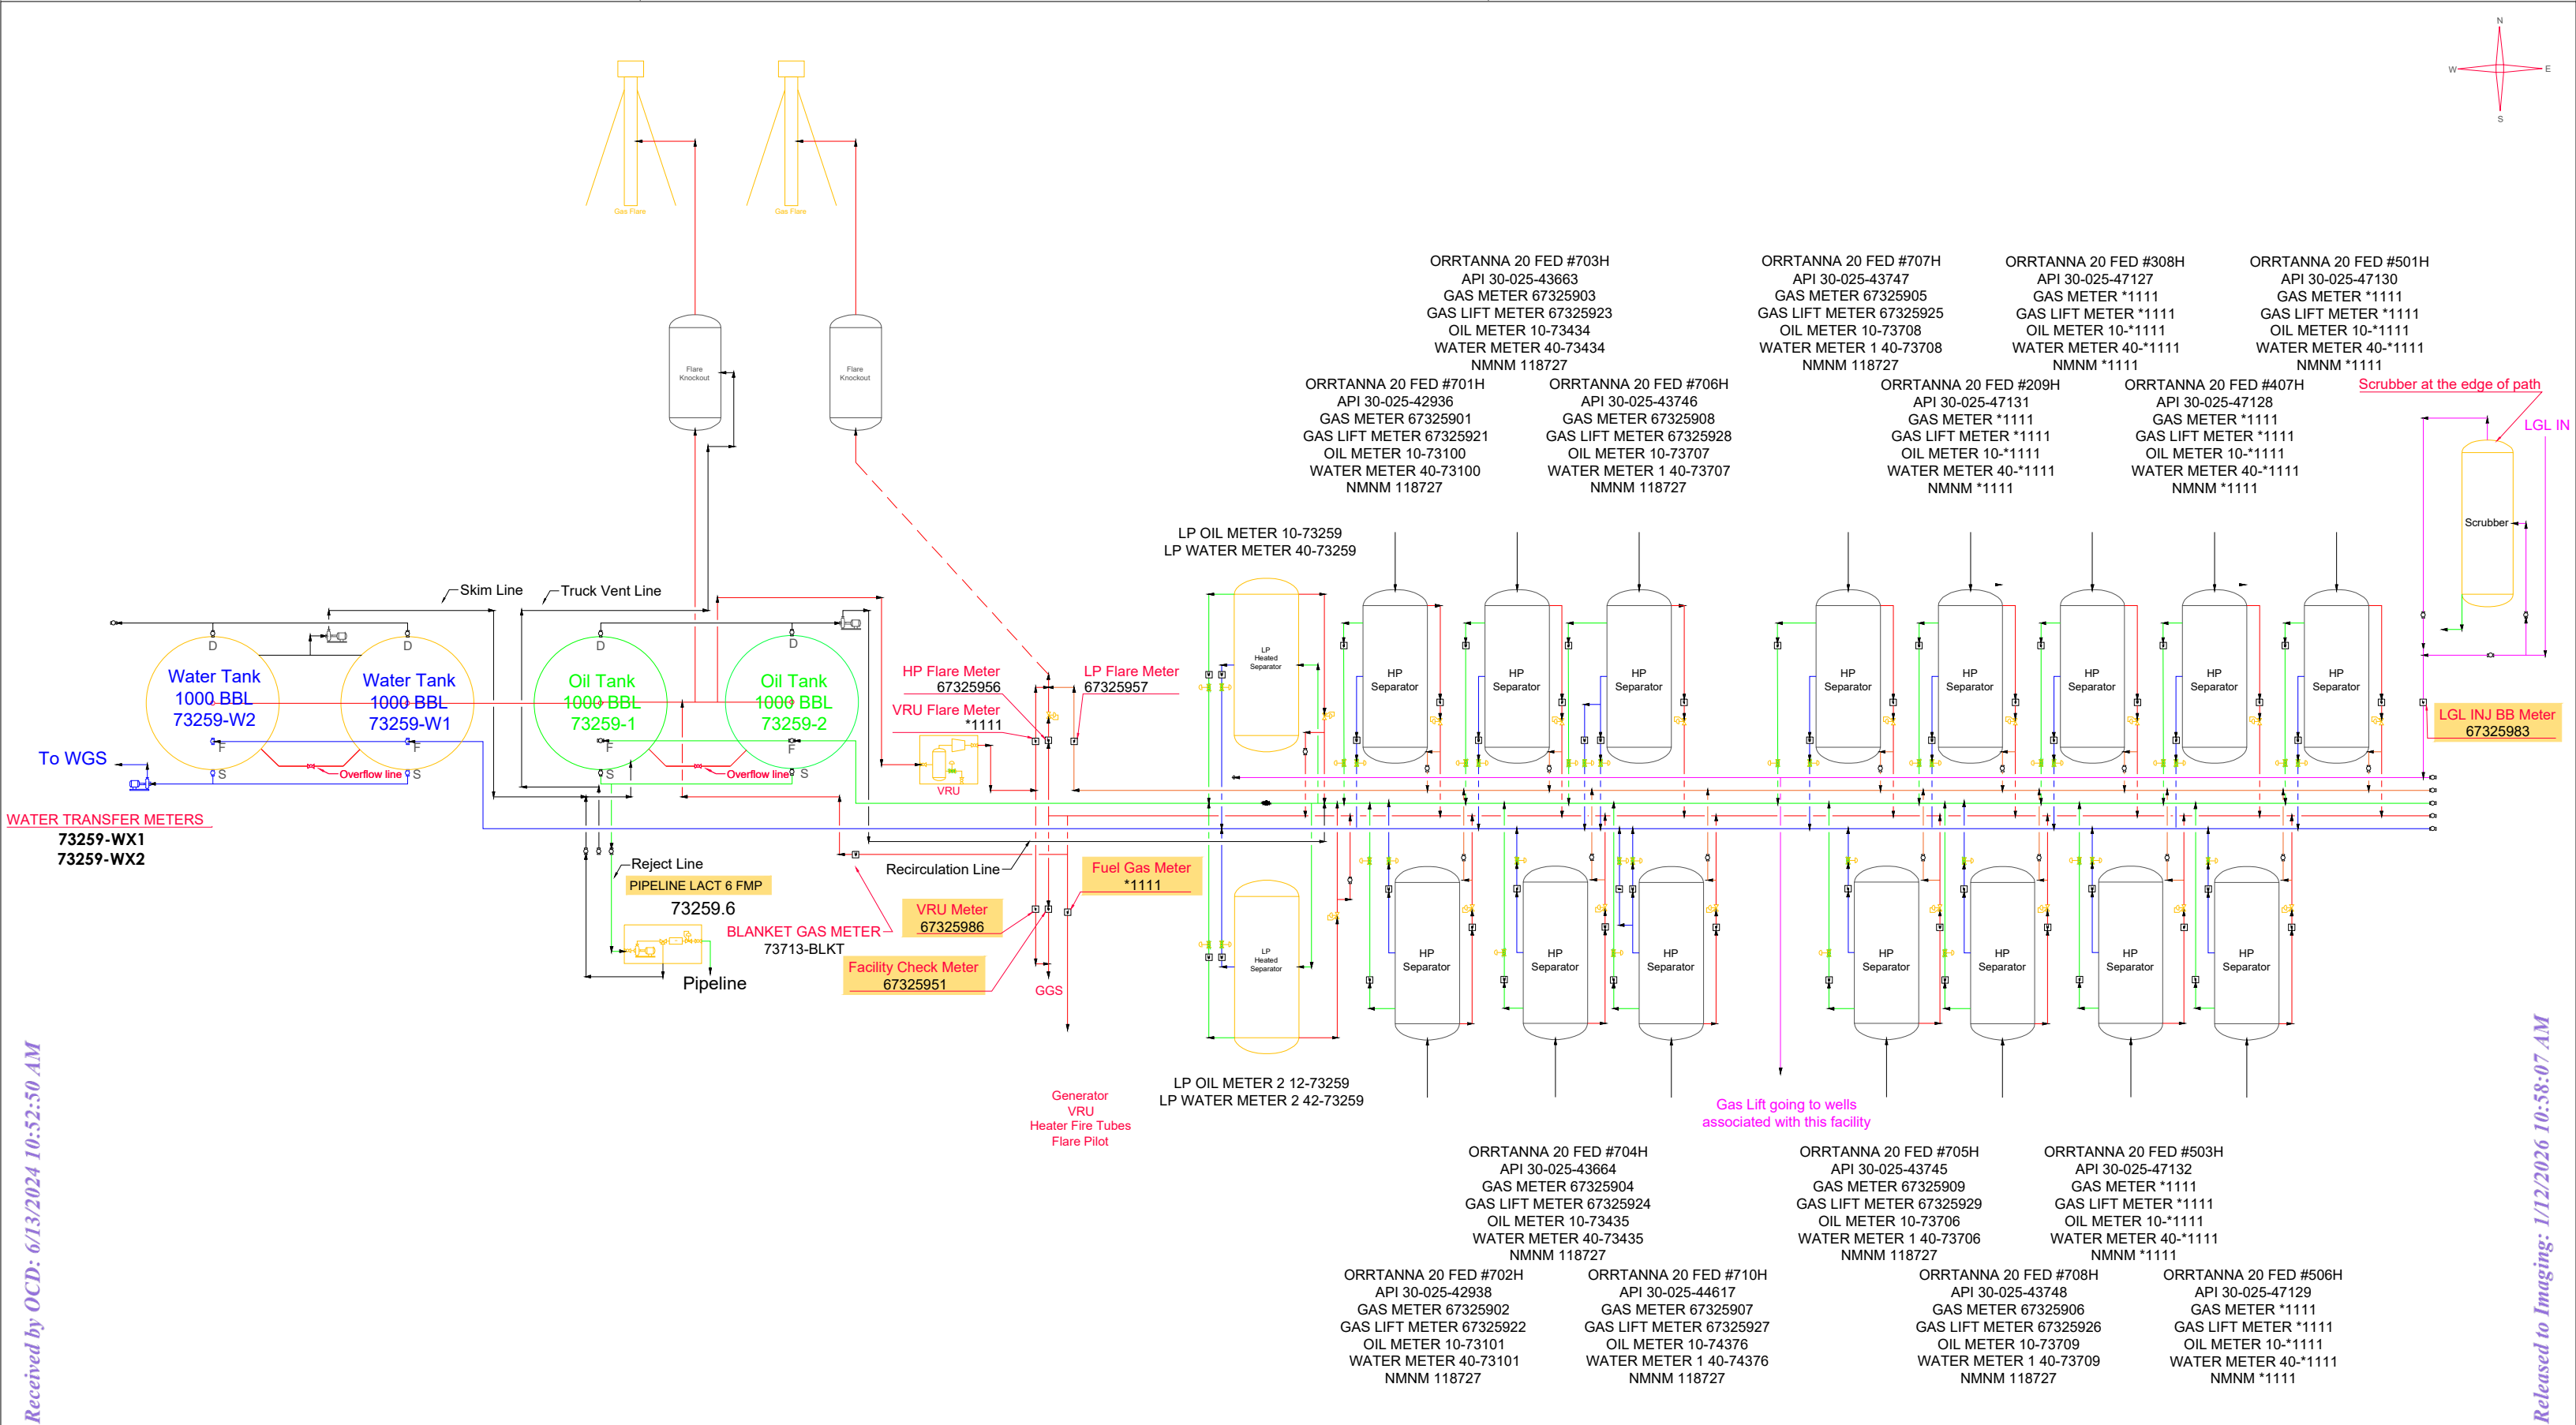 N
W
E
S
Gas Flare
Gas Flare
Flare
Knockout
Flare
Knockout
ORRTANNA 20 FED #703H
API 30-025-43663
GAS METER 67325903
GAS LIFT METER 67325923
OIL METER 10-73434
WATER METER 40-73434
NMNM 118727
ORRTANNA 20 FED #707H
API 30-025-43747
GAS METER 67325905
GAS LIFT METER 67325925
OIL METER 10-73708
WATER METER 1 40-73708
NMNM 118727
ORRTANNA 20 FED #308H
API 30-025-47127
GAS METER *1111
GAS LIFT METER *1111
OIL METER 10-*1111
WATER METER 40-*1111
NMNM *1111
ORRTANNA 20 FED #501H
API 30-025-47130
GAS METER *1111
GAS LIFT METER *1111
OIL METER 10-*1111
WATER METER 40-*1111
NMNM *1111
ORRTANNA 20 FED #701H
API 30-025-42936
GAS METER 67325901
GAS LIFT METER 67325921
OIL METER 10-73100
WATER METER 40-73100
NMNM 118727
ORRTANNA 20 FED #706H
API 30-025-43746
GAS METER 67325908
GAS LIFT METER 67325928
OIL METER 10-73707
WATER METER 1 40-73707
NMNM 118727
ORRTANNA 20 FED #209H
API 30-025-47131
GAS METER *1111
GAS LIFT METER *1111
OIL METER 10-*1111
WATER METER 40-*1111
NMNM *1111
ORRTANNA 20 FED #407H
API 30-025-47128
GAS METER *1111
GAS LIFT METER *1111
OIL METER 10-*1111
WATER METER 40-*1111
NMNM *1111
Scrubber at the edge of path
LGL IN
Scrubber
LP OIL METER 10-73259
LP WATER METER 40-73259
Skim Line
Truck Vent Line
D
D
D
D
Water Tank
1000 BBL
73259-W2
Water Tank
1000 BBL
73259-W1
Oil Tank
1000 BBL
73259-1
Oil Tank
1000 BBL
73259-2
F
F
F
F
S
S
S
S
Overflow line
Overflow line
To WGS
HP Flare Meter
67325956
VRU Flare Meter
*1111
LP Flare Meter
67325957
VRU
LP
Heated
Separator
HP
Separator
HP
Separator
HP
Separator
HP
Separator
HP
Separator
HP
Separator
HP
Separator
HP
Separator
LGL INJ BB Meter
67325983
WATER TRANSFER METERS
73259-WX1
73259-WX2
Reject Line
PIPELINE LACT 6 FMP
73259.6
Pipeline
Recirculation Line
BLANKET GAS METER
73713-BLKT
VRU Meter
67325986
Facility Check Meter
67325951
Fuel Gas Meter
*1111
GGS
LP
Heated
Separator
HP
Separator
HP
Separator
HP
Separator
HP
Separator
HP
Separator
HP
Separator
HP
Separator
Generator
VRU
Heater Fire Tubes
Flare Pilot
LP OIL METER 2 12-73259
LP WATER METER 2 42-73259
Gas Lift going to wells
associated with this facility
ORRTANNA 20 FED #704H
API 30-025-43664
GAS METER 67325904
GAS LIFT METER 67325924
OIL METER 10-73435
WATER METER 40-73435
NMNM 118727
ORRTANNA 20 FED #705H
API 30-025-43745
GAS METER 67325909
GAS LIFT METER 67325929
OIL METER 10-73706
WATER METER 1 40-73706
NMNM 118727
ORRTANNA 20 FED #503H
API 30-025-47132
GAS METER *1111
GAS LIFT METER *1111
OIL METER 10-*1111
WATER METER 40-*1111
NMNM *1111
ORRTANNA 20 FED #702H
API 30-025-42938
GAS METER 67325902
GAS LIFT METER 67325922
OIL METER 10-73101
WATER METER 40-73101
NMNM 118727
ORRTANNA 20 FED #710H
API 30-025-44617
GAS METER 67325907
GAS LIFT METER 67325927
OIL METER 10-74376
WATER METER 1 40-74376
NMNM 118727
ORRTANNA 20 FED #708H
API 30-025-43748
GAS METER 67325906
GAS LIFT METER 67325926
OIL METER 10-73709
WATER METER 1 40-73709
NMNM 118727
ORRTANNA 20 FED #506H
API 30-025-47129
GAS METER *1111
GAS LIFT METER *1111
OIL METER 10-*1111
WATER METER 40-*1111
NMNM *1111
Received by OCD: 6/13/2024 10:52:50 AM
Released to Imaging: 1/12/2026 10:58:07 AM